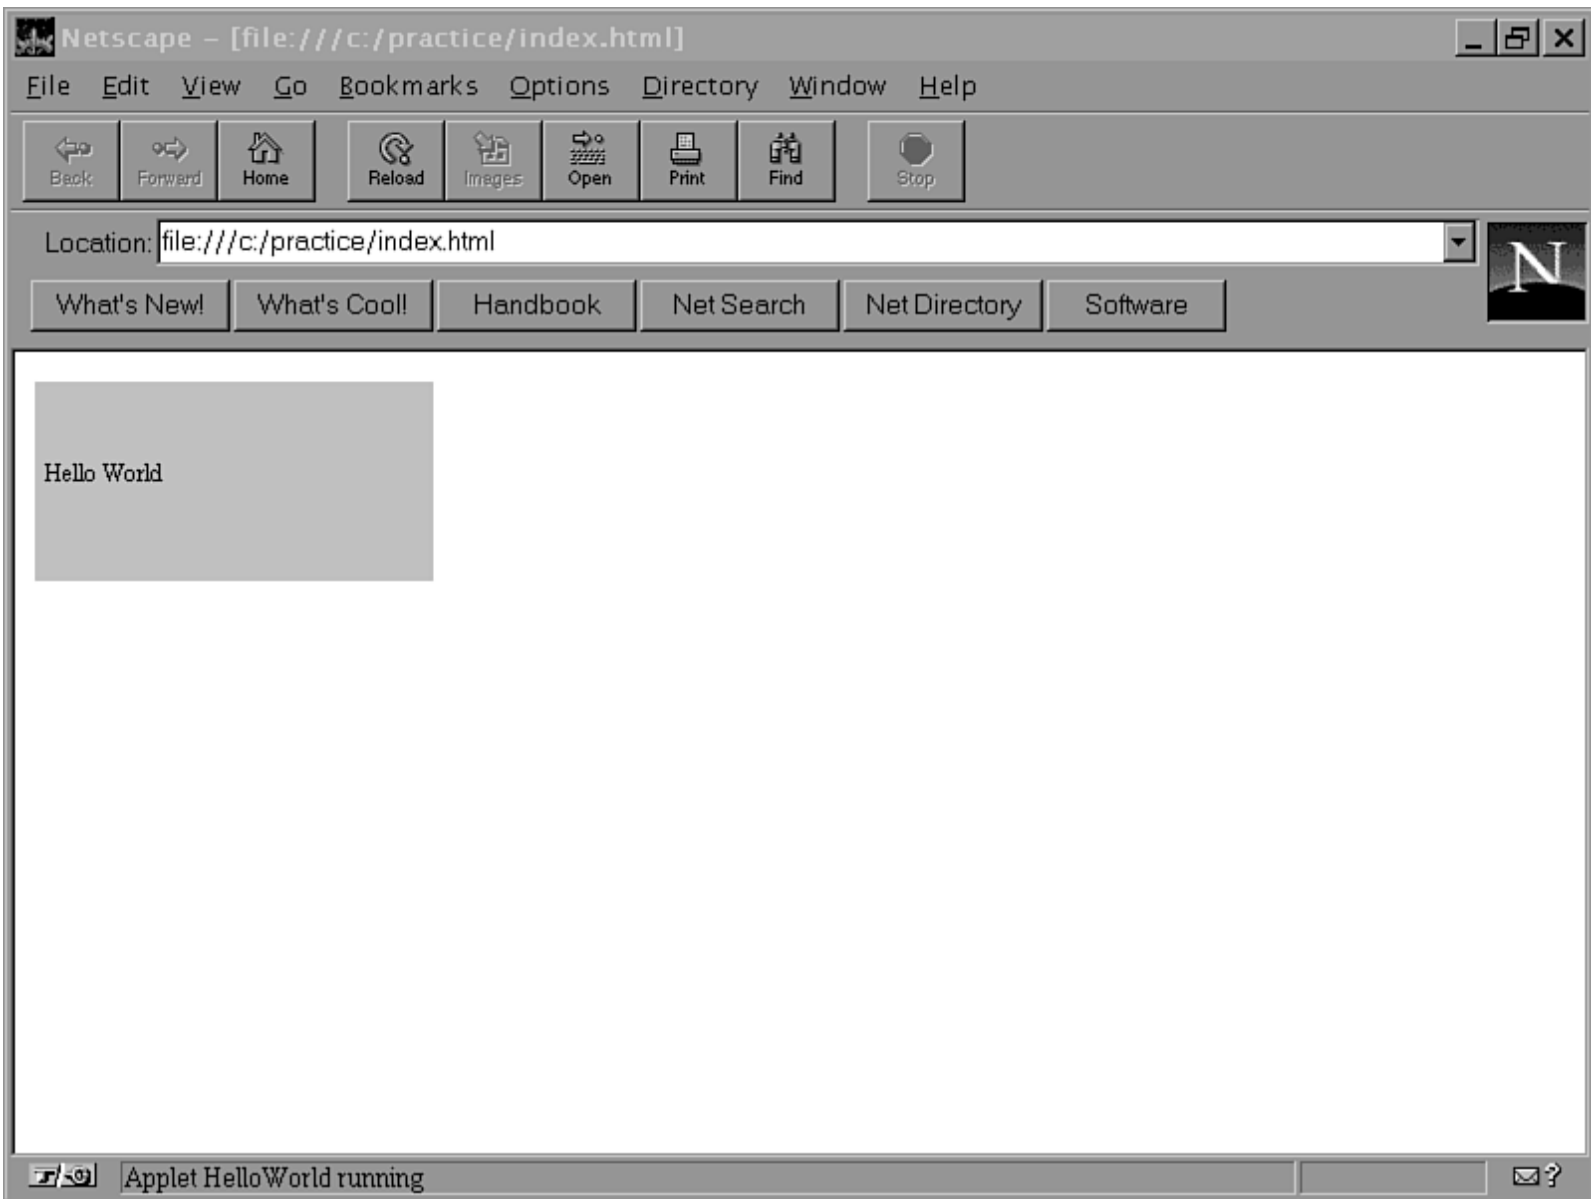 Netscape – [file:///c:/practice/index.html]
File Edit View Go Bookmarks Options Directory Window Help
Back Forward Home Reload Images Open Print Find Stop
Location: file:///c:/practice/index.html
N
What's New! What's Cool! Handbook Net Search Net Directory Software
Hello World
Applet HelloWorld running
?